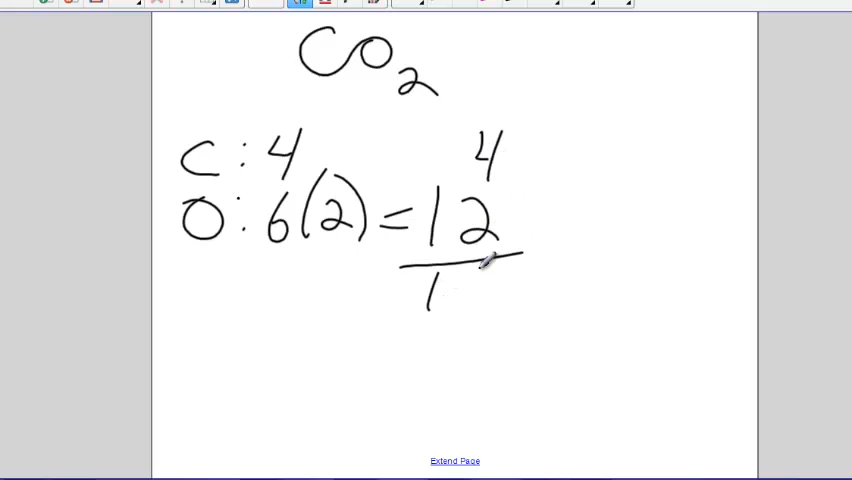 CO₂
C : 4 4
O : 6(2) = 12
1
Extend Page